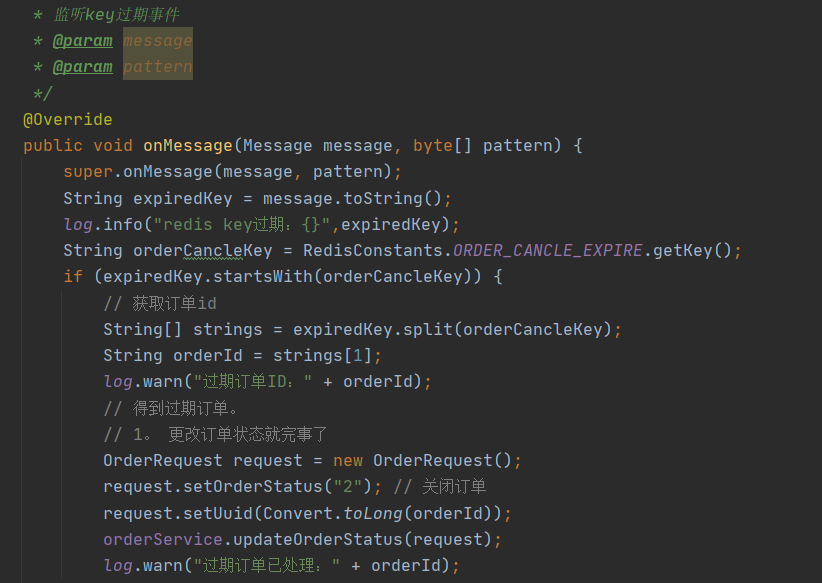 * 监听key过期事件
* @param message
* @param pattern
*/
@Override
public void onMessage(Message message, byte[] pattern) {
super.onMessage(message, pattern);
String expiredKey = message.toString();
log.info("redis key过期：{}",expiredKey);
String orderCancleKey = RedisConstants.ORDER_CANCLE_EXPIRE.getKey();
if (expiredKey.startsWith(orderCancleKey)) {
// 获取订单id
String[] strings = expiredKey.split(orderCancleKey);
String orderId = strings[1];
log.warn("过期订单ID：" + orderId);
// 得到过期订单。
// 1。 更改订单状态就完事了
OrderRequest request = new OrderRequest();
request.setOrderStatus("2"); // 关闭订单
request.setUuid(Convert.toLong(orderId));
orderService.updateOrderStatus(request);
log.warn("过期订单已处理：" + orderId);